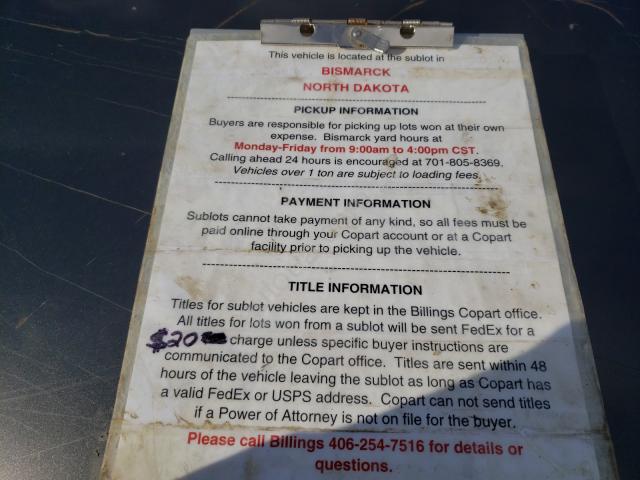 This vehicle is located at the sublot in
BISMARCK
NORTH DAKOTA
PICKUP INFORMATION
Buyers are responsible for picking up lots won at their own
expense. Bismarck yard hours at
Monday-Friday from 9:00am to 4:00pm CST.
Calling ahead 24 hours is encouraged at 701-805-8369.
Vehicles over 1 ton are subject to loading fees.
PAYMENT INFORMATION
Sublots cannot take payment of any kind, so all fees must be
paid online through your Copart account or at a Copart
facility prior to picking up the vehicle.
TITLE INFORMATION
Titles for sublot vehicles are kept in the Billings Copart office.
All titles for lots won from a sublot will be sent FedEx for a
$20 charge unless specific buyer instructions are
communicated to the Copart office. Titles are sent within 48
hours of the vehicle leaving the sublot as long as Copart has
a valid FedEx or USPS address. Copart can not send titles
if a Power of Attorney is not on file for the buyer.
Please call Billings 406-254-7516 for details or
questions.